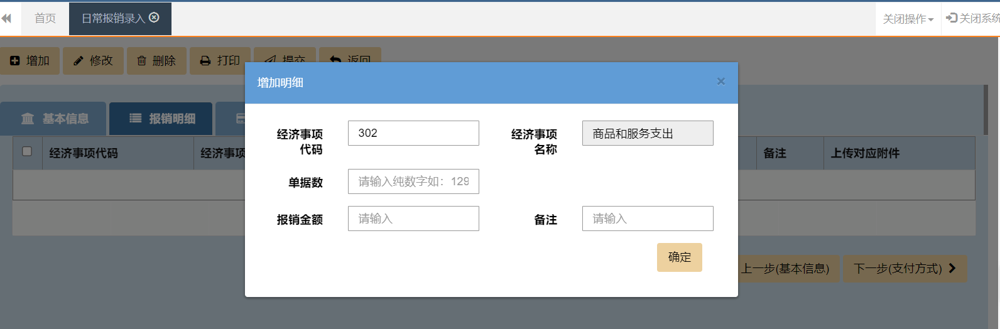 首页
日常报销录入
关闭操作
关闭系统
增加
修改
删除
打印
提交
返回
增加明细
×
基本信息
报销明细
经济事项代码
经济事项
备注
上传对应附件
经济事项
代码
302
经济事项
名称
商品和服务支出
单据数
请输入纯数字如：129
报销金额
请输入
备注
请输入
确定
上一步(基本信息)
下一步(支付方式)